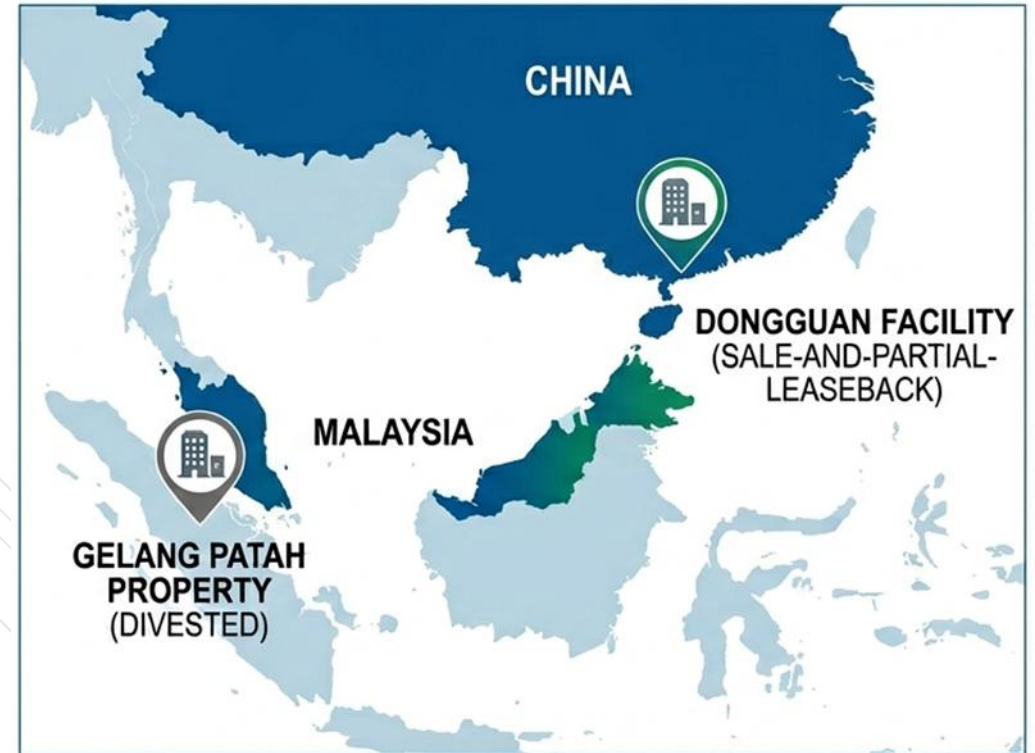 CHINA
DONGGUAN FACILITY
(SALE-AND-PARTIAL-
LEASEBACK)
MALAYSIA
GELANG PATAH
PROPERTY
(DIVESTED)